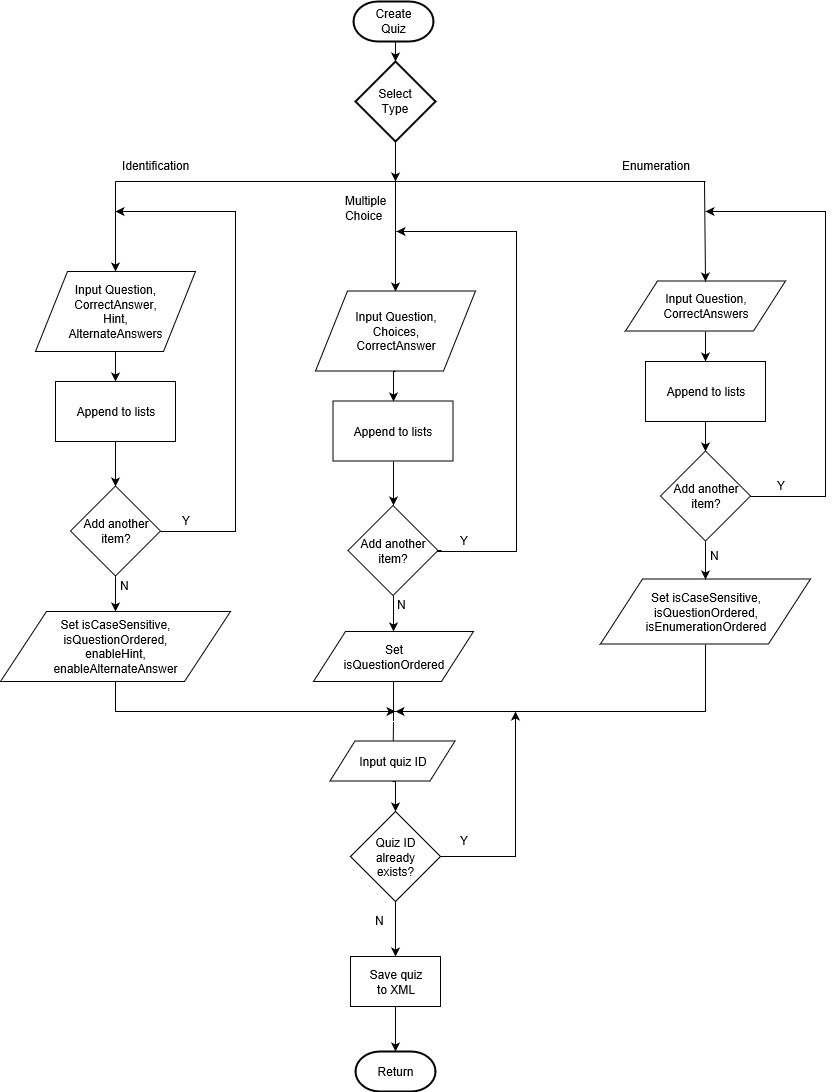 Create
Quiz
Select
Type
Identification
Multiple
Choice
Enumeration
Input Question,
CorrectAnswer,
Hint,
AlternateAnswers
Append to lists
Add another
item?
Y
N
Set isCaseSensitive,
isQuestionOrdered,
enableHint,
enableAlternateAnswer
Input Question,
Choices,
CorrectAnswer
Append to lists
Add another
item?
Y
N
Set
isQuestionOrdered
Input Question,
CorrectAnswers
Append to lists
Add another
item?
Y
N
Set isCaseSensitive,
isQuestionOrdered,
isEnumerationOrdered
Input quiz ID
Quiz ID
already
exists?
Y
N
Save quiz
to XML
Return